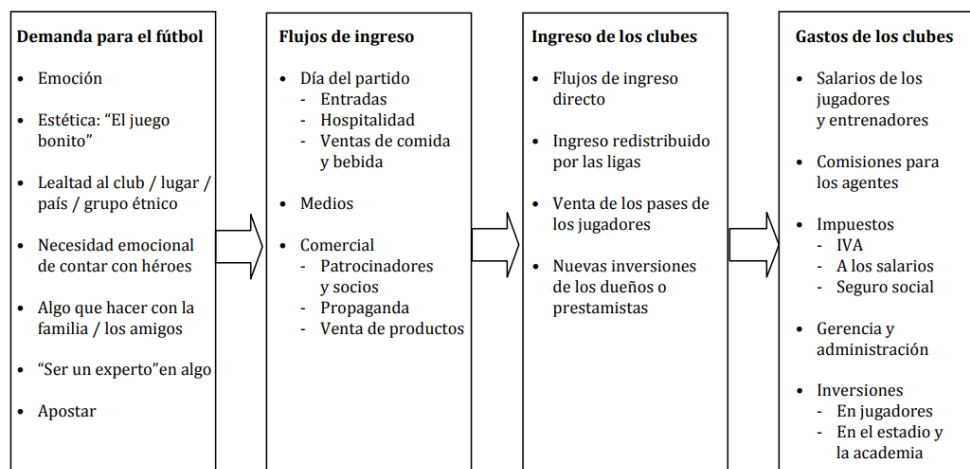 Demanda para el fútbol
• Emoción
• Estética: “El juego
bonito”
• Lealtad al club / lugar /
país / grupo étnico
• Necesidad emocional
de contar con héroes
• Algo que hacer con la
familia / los amigos
• “Ser un experto”en algo
• Apostar
Flujos de ingreso
• Día del partido
- Entradas
- Hospitalidad
- Ventas de comida
y bebida
• Medios
• Comercial
- Patrocinadores
y socios
- Propaganda
- Venta de productos
Ingreso de los clubes
• Flujos de ingreso
directo
• Ingreso redistribuido
por las ligas
• Venta de los pases de
los jugadores
• Nuevas inversiones
de los dueños o
prestamistas
Gastos de los clubes
• Salarios de los
jugadores
y entrenadores
• Comisiones para
los agentes
• Impuestos
- IVA
- A los salarios
- Seguro social
• Gerencia y
administración
• Inversiones
- En jugadores
- En el estadio y
la academia